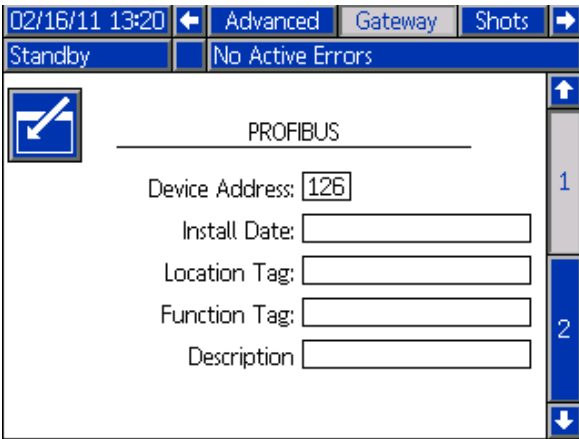 02/16/11 13:20 Advanced Gateway Shots
Standby No Active Errors
PROFIBUS
Device Address: 126
1
Install Date:
Location Tag:
Function Tag:
2
Description